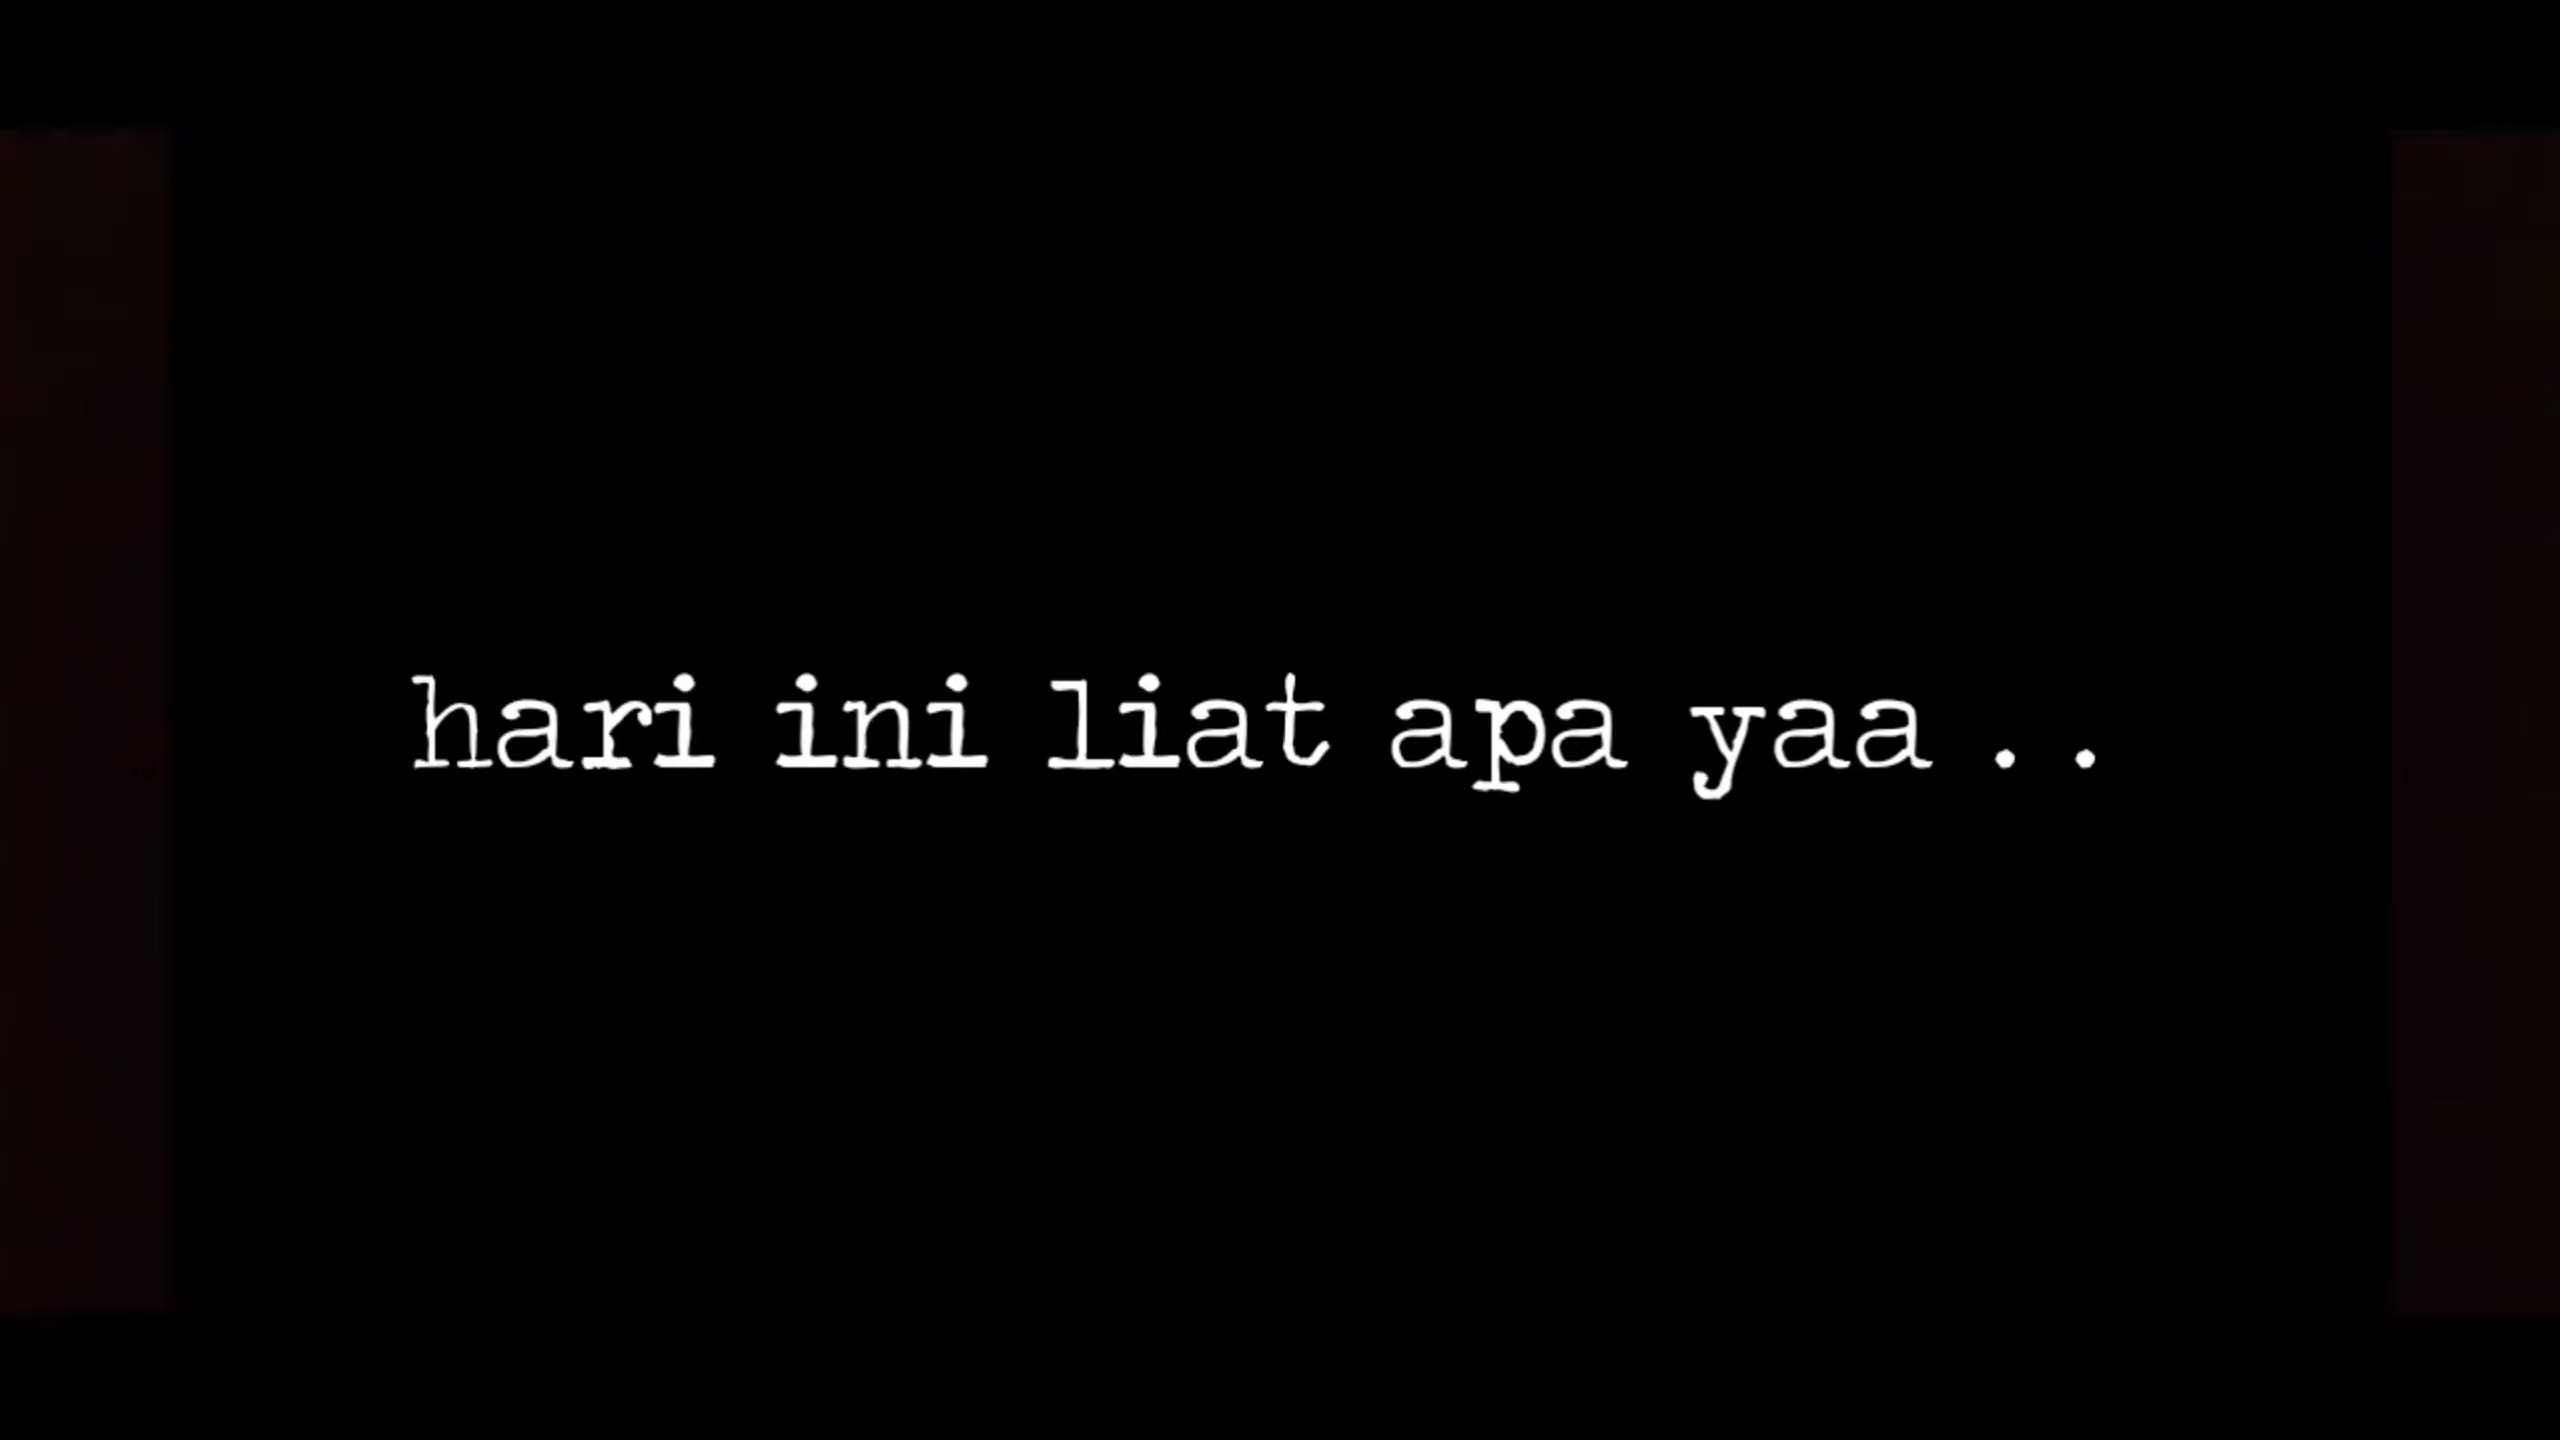 hari ini liat apa yaa . .